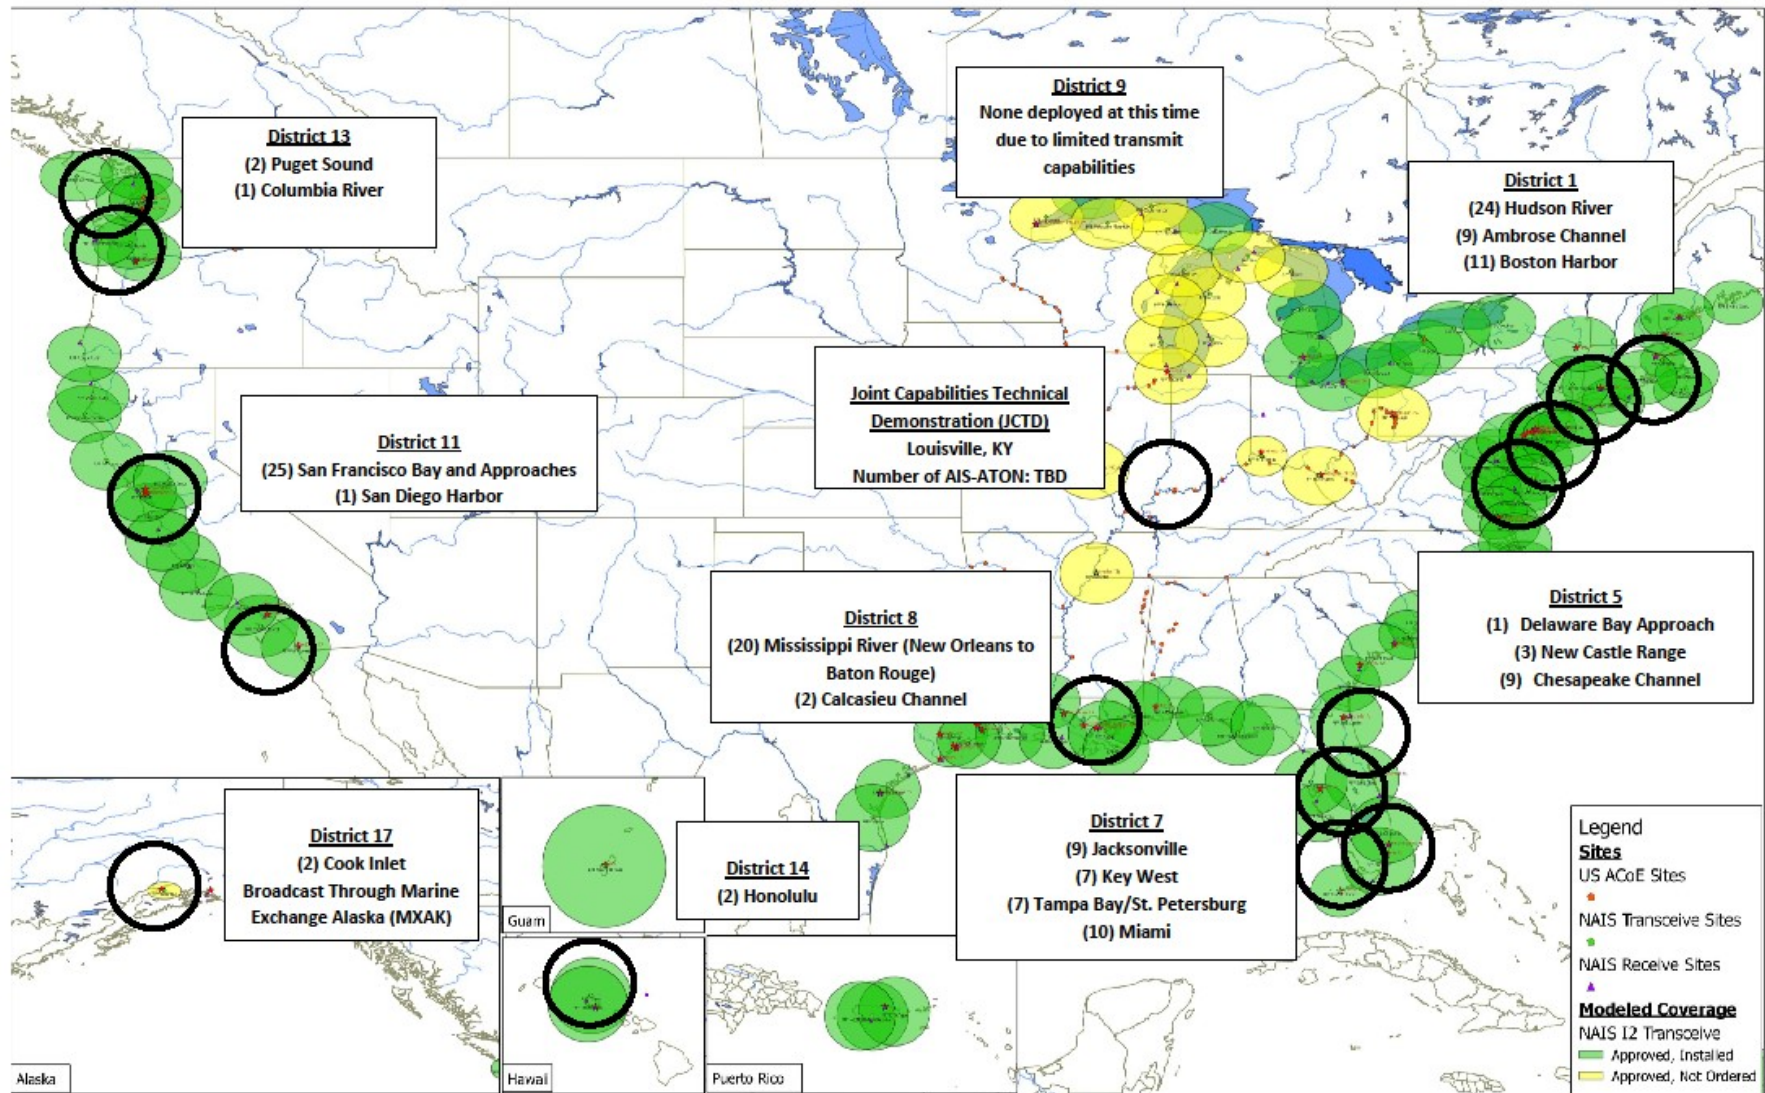 District 9
None deployed at this time
due to limited transmit
capabilities
District 13
(2) Puget Sound
(1) Columbia River
District 1
(24) Hudson River
(9) Ambrose Channel
(11) Boston Harbor
Joint Capabilities Technical
Demonstration (JCTD)
Louisville, KY
Number of AIS-ATON: TBD
District 11
(25) San Francisco Bay and Approaches
(1) San Diego Harbor
District 8
(20) Mississippi River (New Orleans to
Baton Rouge)
(2) Calcasieu Channel
District 5
(1) Delaware Bay Approach
(3) New Castle Range
(9) Chesapeake Channel
District 17
(2) Cook Inlet
Broadcast Through Marine
Exchange Alaska (MXAK)
District 14
(2) Honolulu
District 7
(9) Jacksonville
(7) Key West
(7) Tampa Bay/St. Petersburg
(10) Miami
Legend
Sites
US ACoE Sites
NAIS Transceive Sites
NAIS Receive Sites
Modeled Coverage
NAIS I2 Transceive
Approved, Installed
Approved, Not Ordered
Guam
Alaska
Hawaii
Puerto Rico